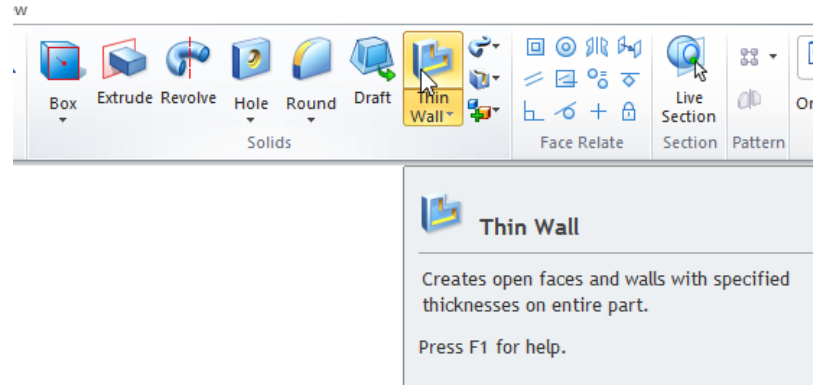 Box Extrude Revolve Hole Round Draft Thin Wall Live Section
Solids Face Relate Section Pattern
Thin Wall
Creates open faces and walls with specified
thicknesses on entire part.
Press F1 for help.